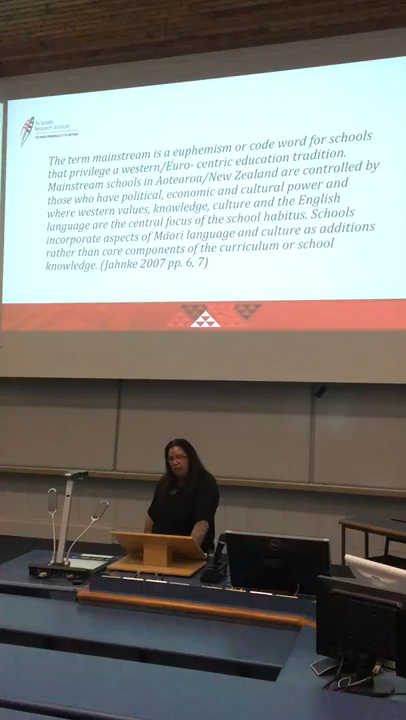 Te Kotahi
Research Institute
The term mainstream is a euphemism or code word for schools
that privilege a western/Euro- centric education tradition.
Mainstream schools in Aotearoa/New Zealand are controlled by
those who have political, economic and cultural power and
where western values, knowledge, culture and the English
language are the central focus of the school habitus. Schools
incorporate aspects of Māori language and culture as additions
rather than core components of the curriculum or school
knowledge. (Jahnke 2007 pp. 6, 7)
DELL